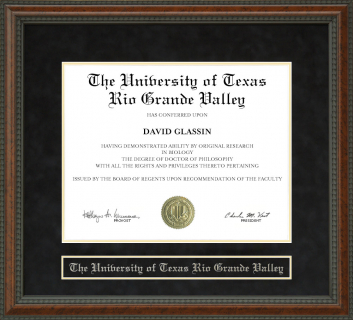 The University of Texas
Rio Grande Valley
HAS CONFERRED UPON
DAVID GLASSIN
HAVING DEMONSTRATED ABILITY BY ORIGINAL RESEARCH
IN BIOLOGY
THE DEGREE OF DOCTOR OF PHILOSOPHY
WITH ALL THE RIGHTS AND PRIVILEGES THERETO PERTAINING
ISSUED BY THE BOARD OF REGENTS UPON RECOMMENDATION OF THE FACULTY
PROVOST
PRESIDENT
The University of Texas Rio Grande Valley